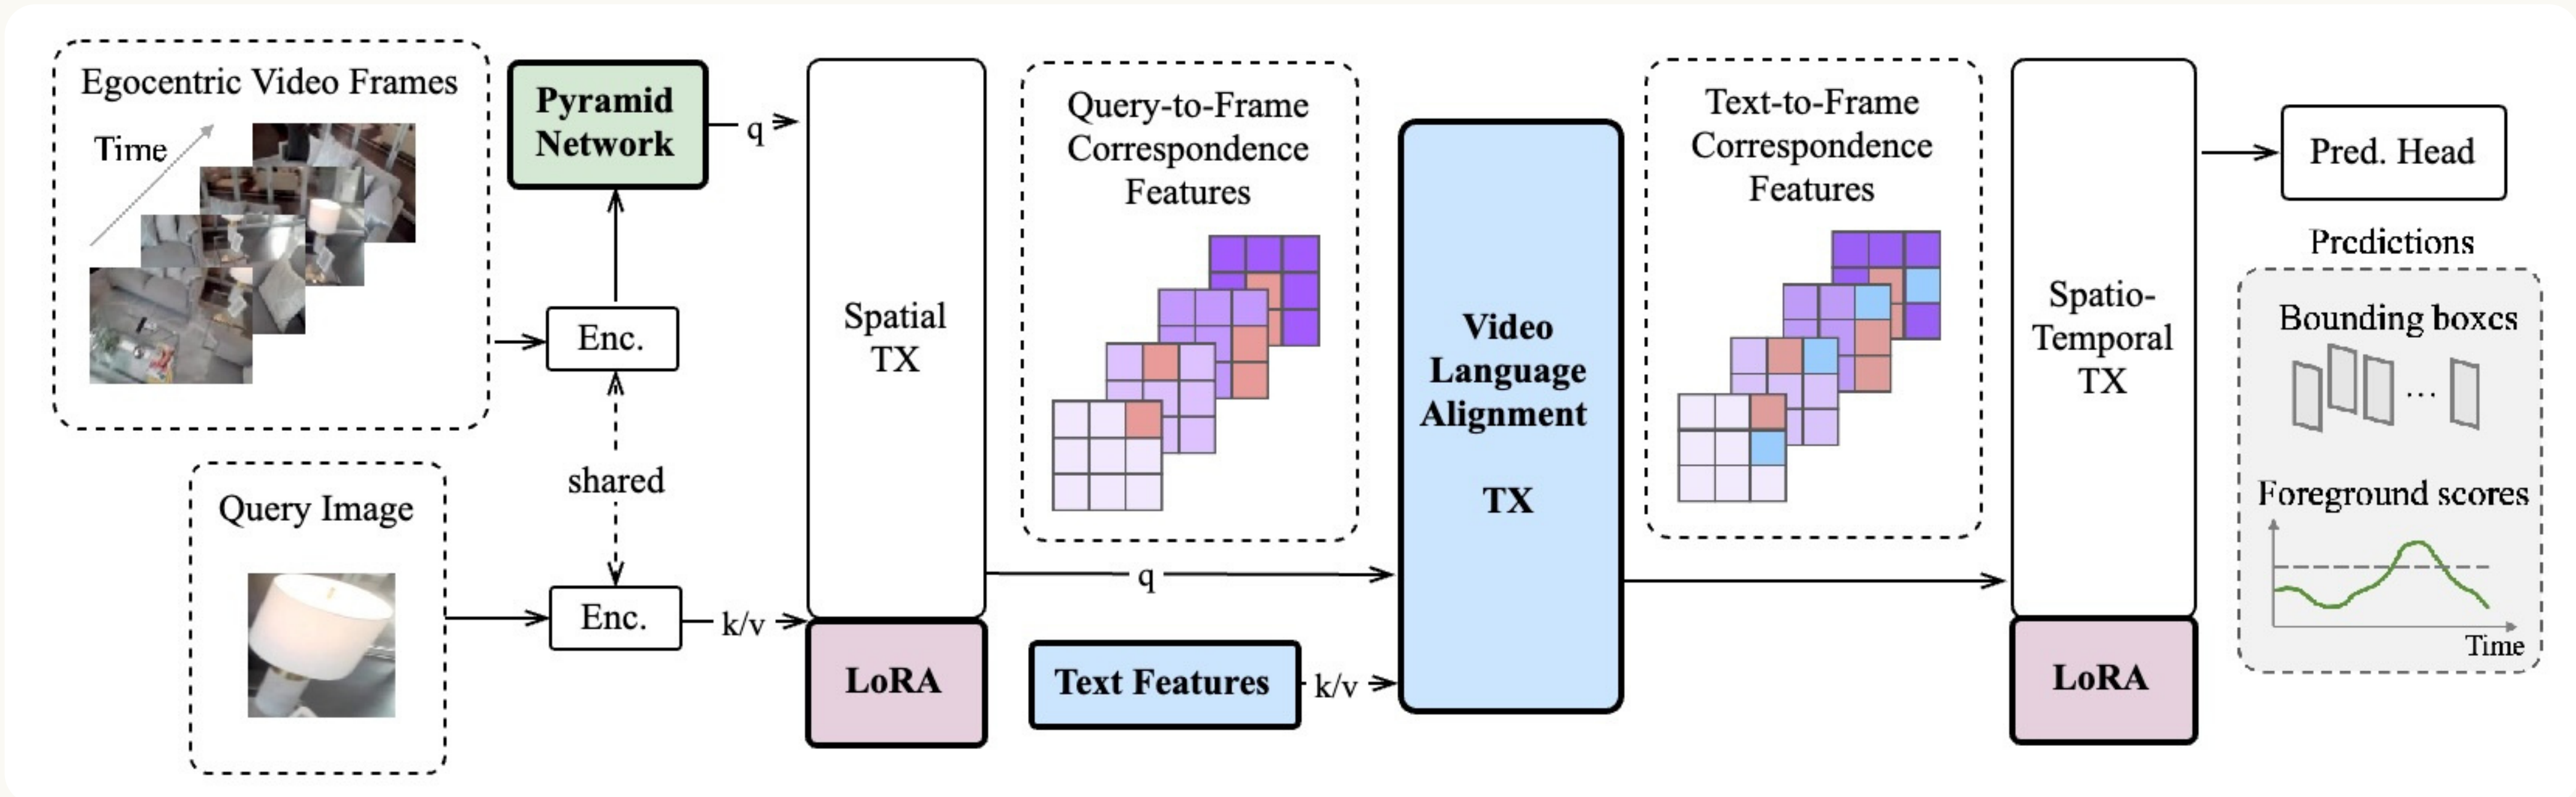 Egocentric Video Frames
Time
Pyramid
Network
q
Enc.
shared
Query Image
Enc.
k/v
Spatial
TX
LoRA
Query-to-Frame
Correspondence
Features
q
Text Features
k/v
Video
Language
Alignment
TX
Text-to-Frame
Correspondence
Features
Spatio-
Temporal
TX
LoRA
Pred. Head
Predictions
Bounding boxes
...
Foreground scores
Time